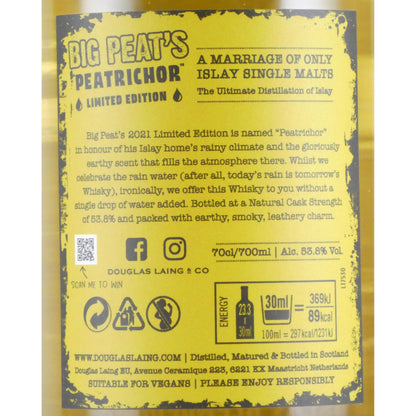 BIG PEAT'S
"PEATRICHOR"
LIMITED EDITION
A MARRIAGE OF ONLY
ISLAY SINGLE MALTS
The Ultimate Distillation of Islay
Big Peat's 2021 Limited Edition is named "Peatrichor"
in honour of his Islay home's rainy climate and the gloriously
earthy scent that fills the atmosphere there. Whilst we
celebrate the rain water (after all, today's rain is tomorrow's
Whisky), ironically, we offer this Whisky to you without a
single drop of water added. Bottled at a Natural Cask Strength
of 53.8% and packed with earthy, smoky, leathery charm.
DOUGLAS LAING & CO
70cl/700ml | Alc. 53.8% Vol.
SCAN ME TO WIN
L17550
ENERGY
23.3
x
30ml
30ml
100ml = 297kcal/1231kJ
369kJ
89kcal
WWW.DOUGLASLAING.COM | Distilled, Matured & Bottled in Scotland
Douglas Laing EU, Avenue Ceramique 223, 6221 KX Maastricht Netherlands
SUITABLE FOR VEGANS | PLEASE ENJOY RESPONSIBLY